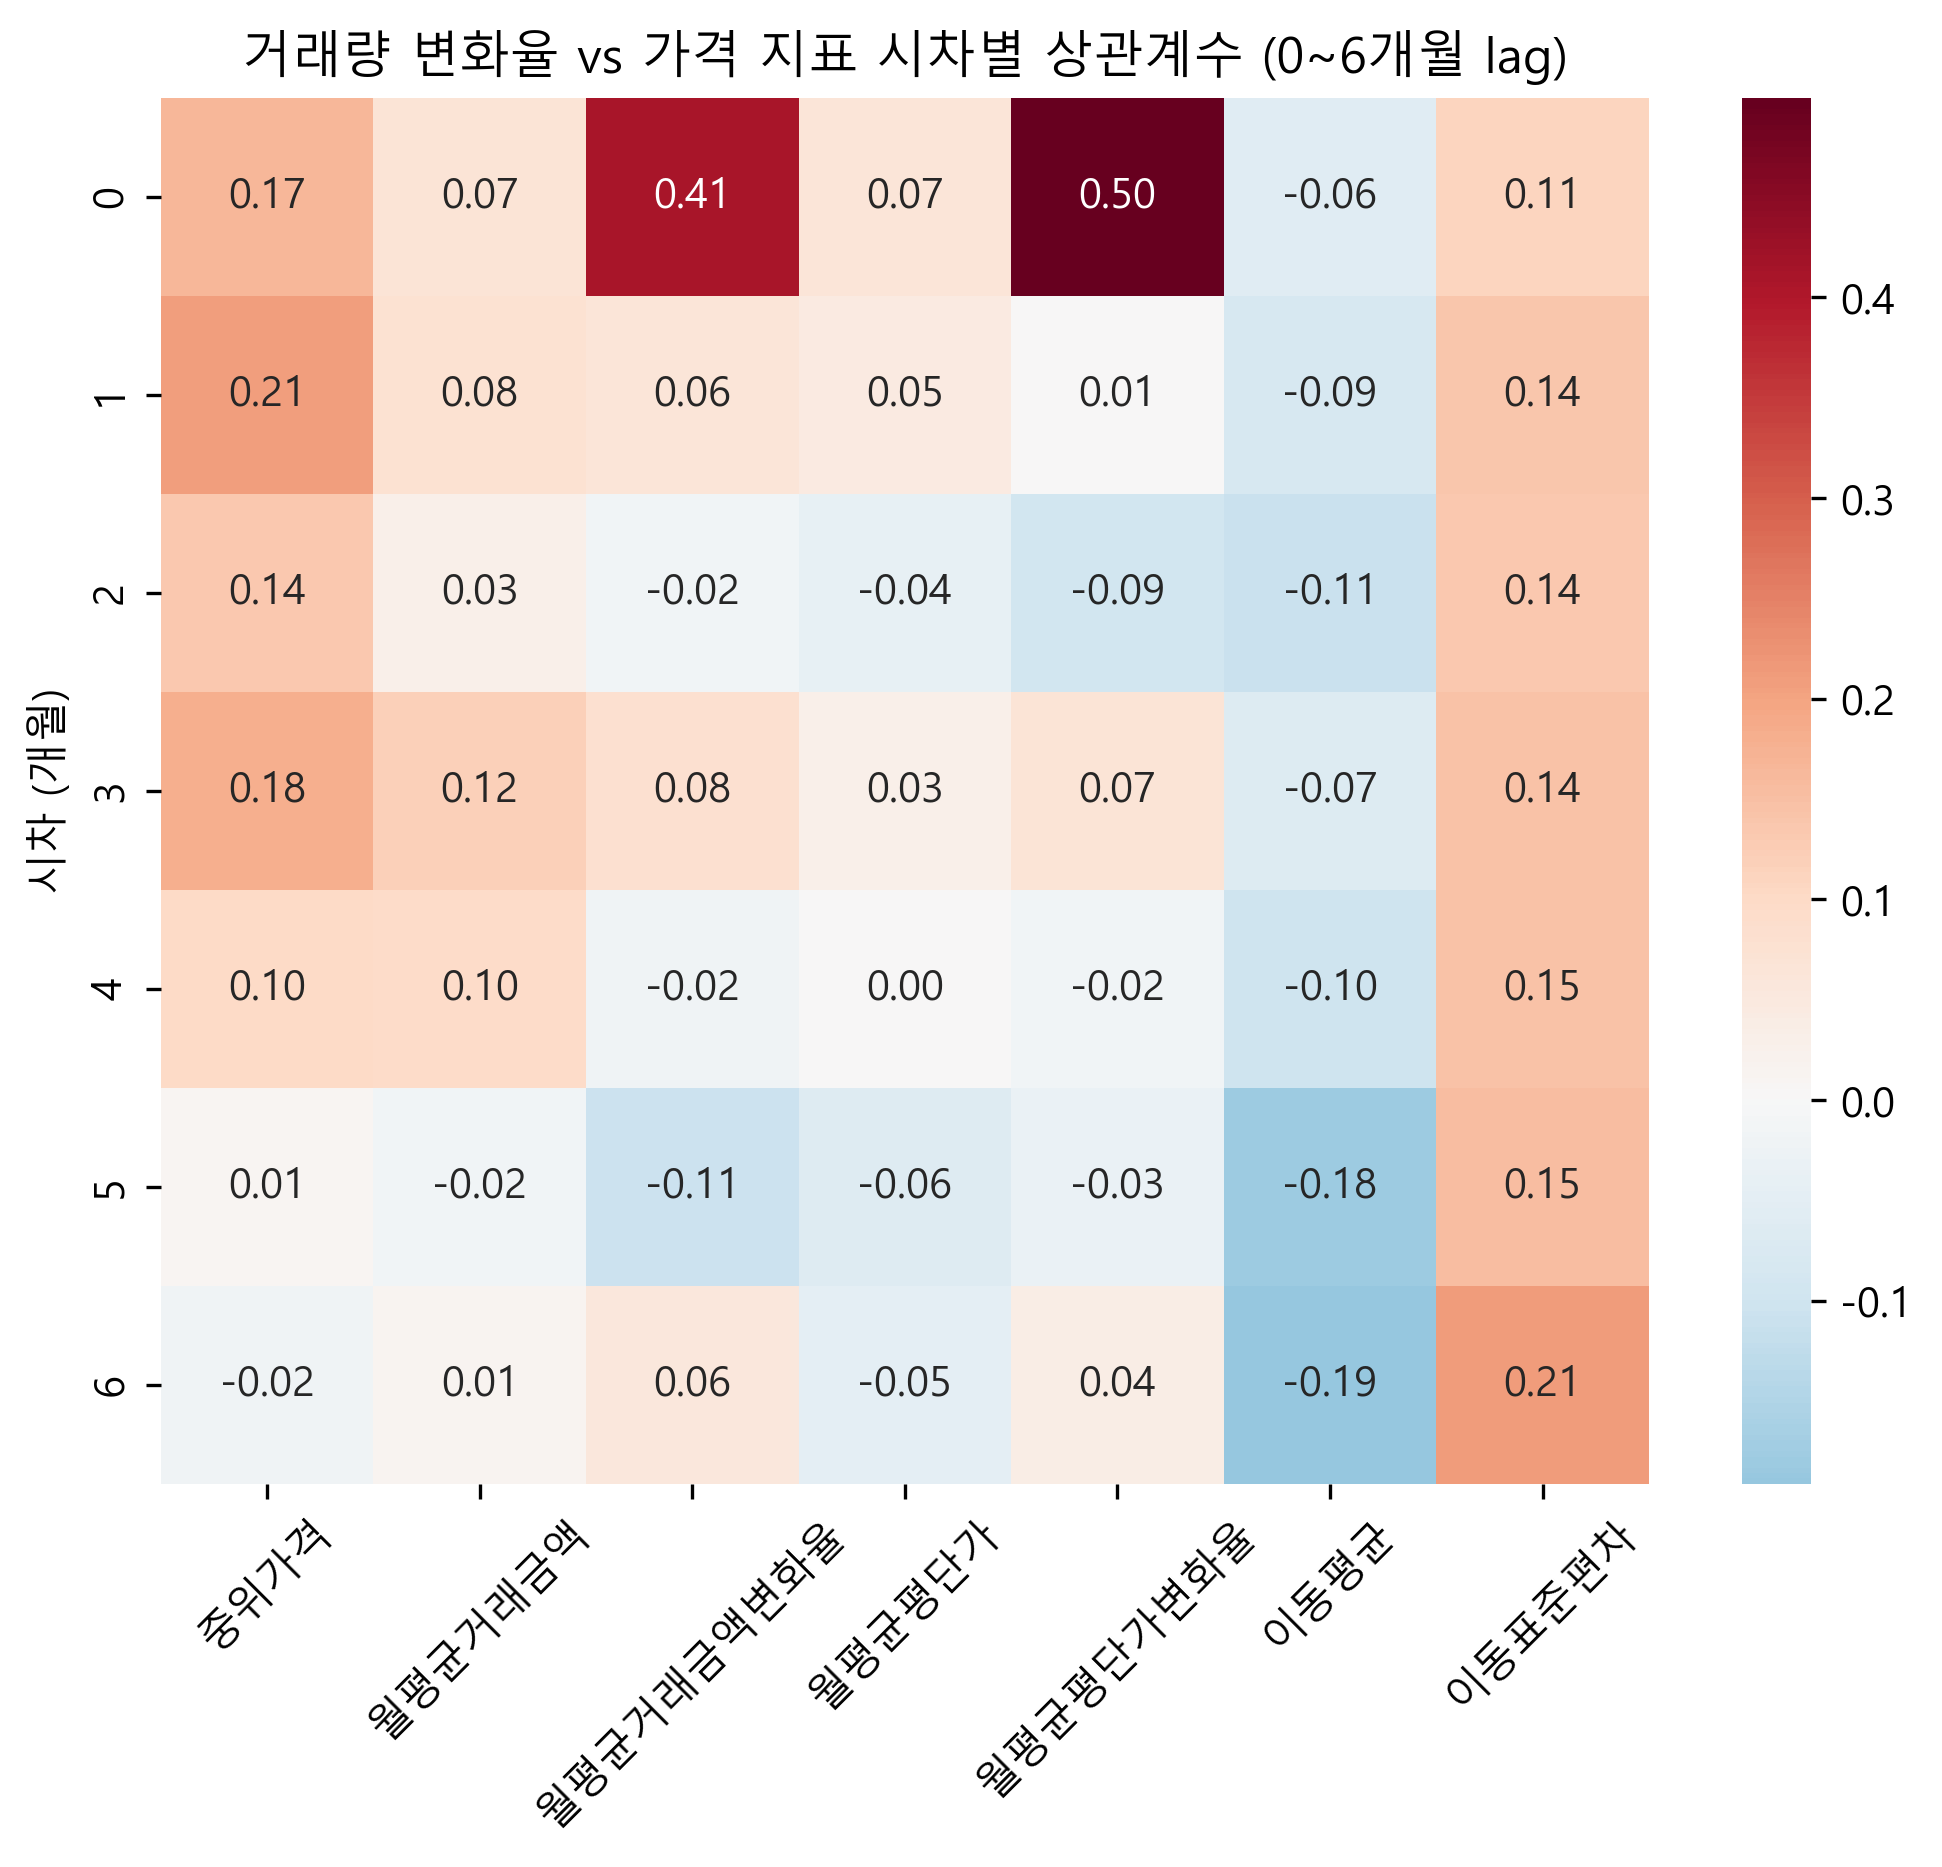 거래량 변화율 vs 가격 지표 시차별 상관계수 (0~6개월 lag)
시차 (개월)
0 0.17 0.07 0.41 0.07 0.50 -0.06 0.11
1 0.21 0.08 0.06 0.05 0.01 -0.09 0.14
2 0.14 0.03 -0.02 -0.04 -0.09 -0.11 0.14
3 0.18 0.12 0.08 0.03 0.07 -0.07 0.14
4 0.10 0.10 -0.02 0.00 -0.02 -0.10 0.15
5 0.01 -0.02 -0.11 -0.06 -0.03 -0.18 0.15
6 -0.02 0.01 0.06 -0.05 0.04 -0.19 0.21
중위가격
월평균거래금액
월평균거래금액변화율
월평균평단가
월평균평단가변화율
이동평균
이동표준편차
0.4
0.3
0.2
0.1
0.0
-0.1